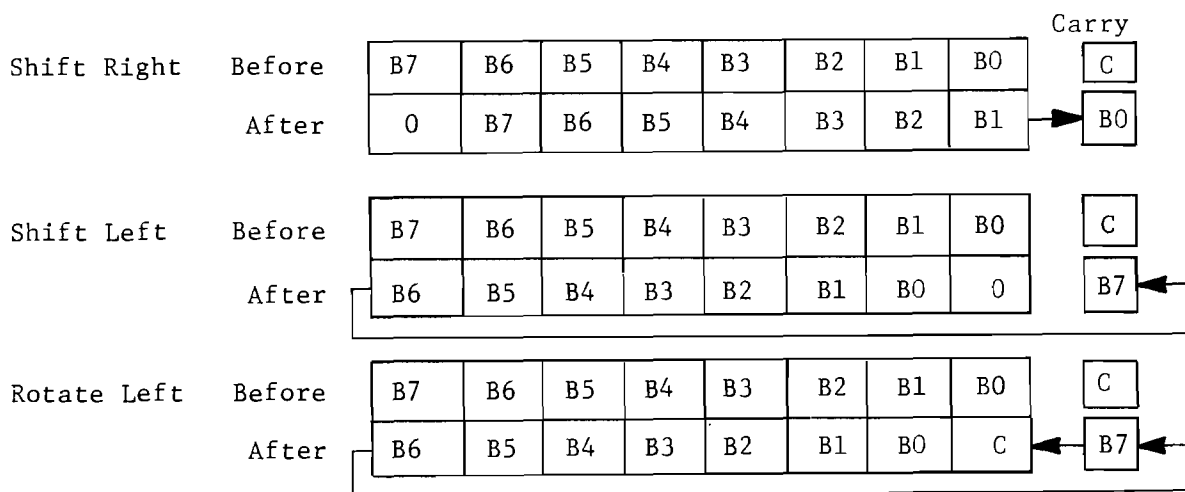 Carry
Shift Right Before B7 B6 B5 B4 B3 B2 B1 B0 C
After 0 B7 B6 B5 B4 B3 B2 B1 B0
Shift Left Before B7 B6 B5 B4 B3 B2 B1 B0 C
After B6 B5 B4 B3 B2 B1 B0 0 B7
Rotate Left Before B7 B6 B5 B4 B3 B2 B1 B0 C
After B6 B5 B4 B3 B2 B1 B0 C B7